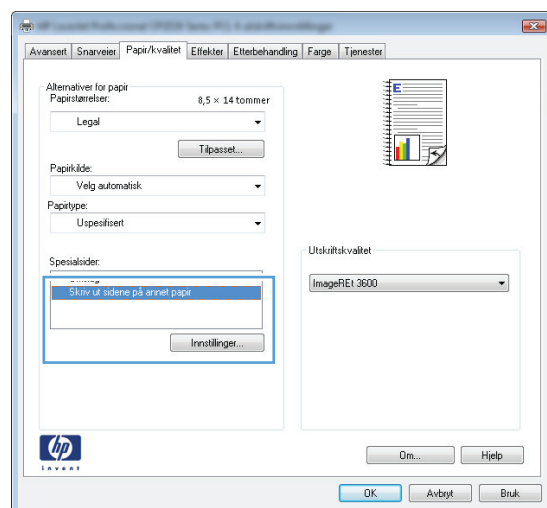 Avansert Snarveier Papir/kvalitet Effekter Etterbehandling Farge Tjenester
Alternativer for papir
Papirstørrelser: 8,5 × 14 tommer
Legal
Tilpasset...
Papirkilde:
Velg automatisk
Papirtype:
Uspesifisert
Spesialsider:
Skriv ut sidene på annet papir
Innstillinger...
E
Utskriftskvalitet
ImageREt 3600
hp
invent
Om... Hjelp
OK Avbryt Bruk